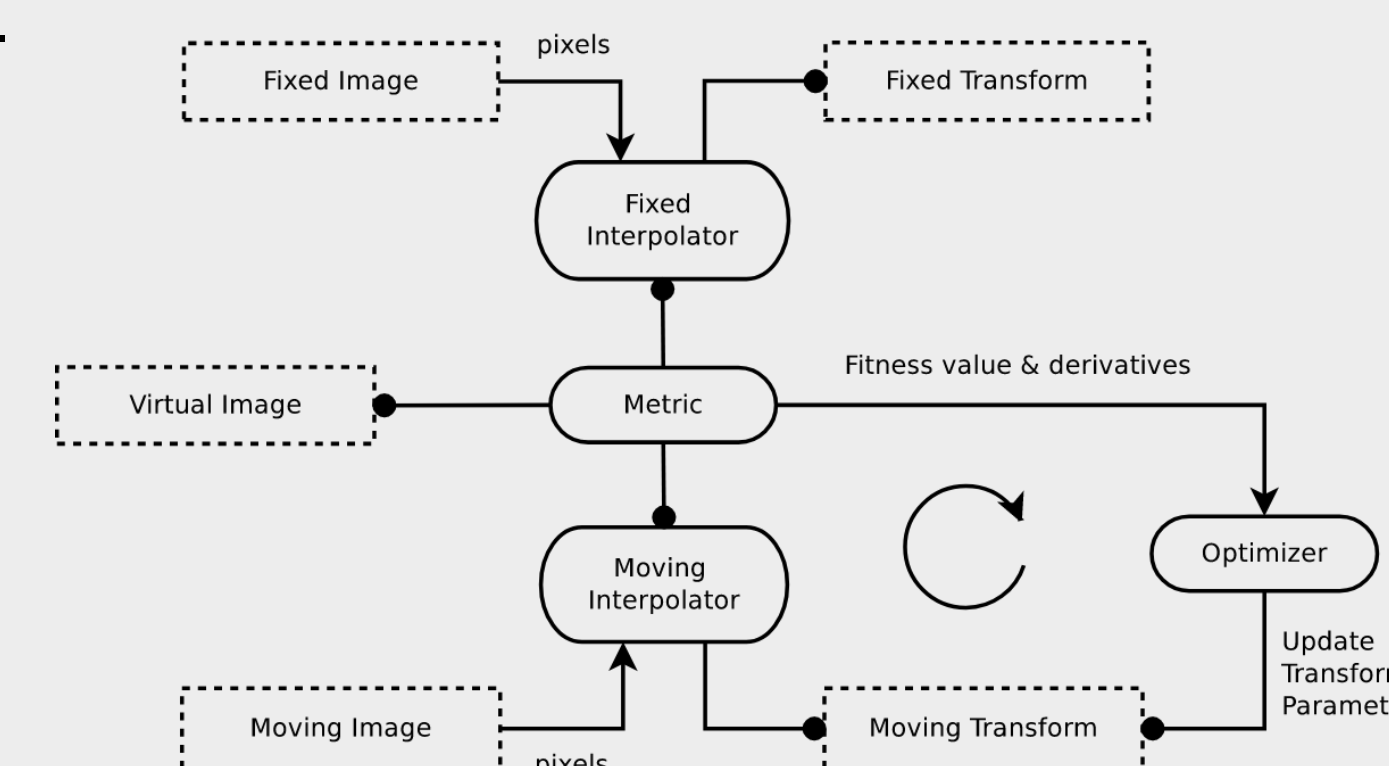 pixels
Fixed Image
Fixed Transform
Fixed
Interpolator
Fitness value & derivatives
Virtual Image
Metric
Optimizer
Moving
Interpolator
Update
Moving Image
Moving Transform
pixels